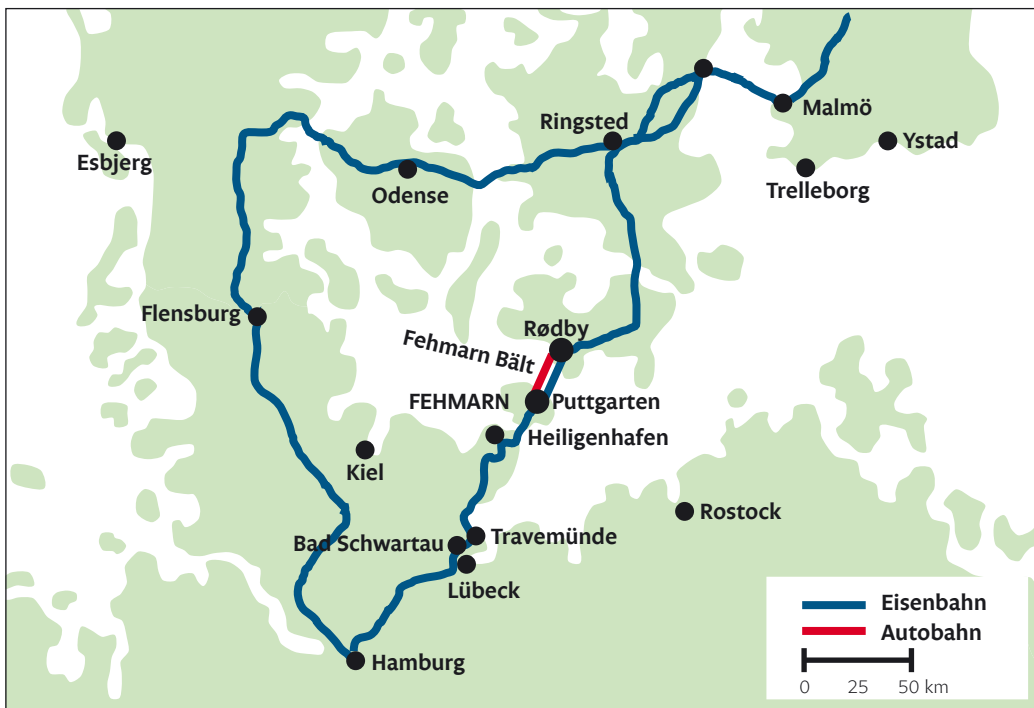 Malmö
Ringsted
Ystad
Esbjerg
Odense
Trelleborg
Flensburg
Rødby
Fehmarn Bält
FEHMARN
Puttgarten
Heiligenhafen
Kiel
Rostock
Travemünde
Bad Schwartau
Lübeck
Hamburg
Eisenbahn
Autobahn
0 25 50 km